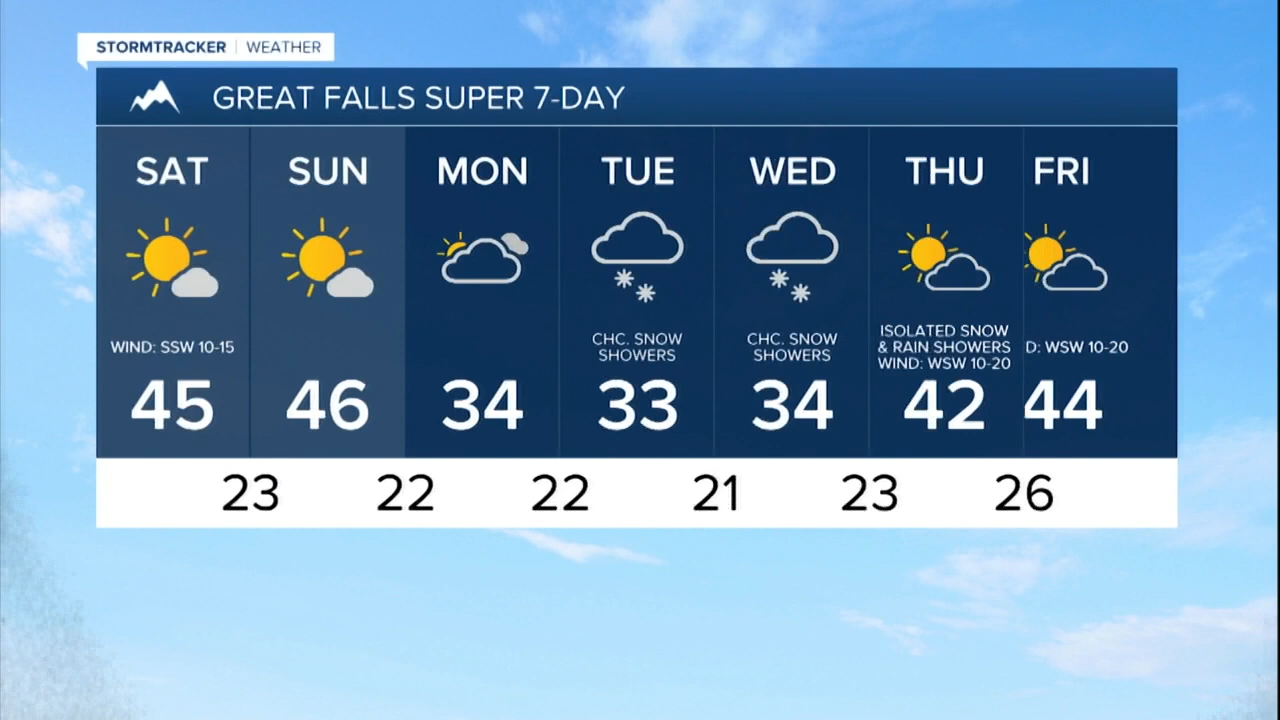 STORMTRACKER | WEATHER
GREAT FALLS SUPER 7-DAY
SAT SUN MON TUE WED THU FRI
WIND: SSW 10-15
CHC. SNOW
SHOWERS
CHC. SNOW
SHOWERS
ISOLATED SNOW
& RAIN SHOWERS
WIND: WSW 10-20
D: WSW 10-20
45 46 34 33 34 42 44
23 22 22 21 23 26